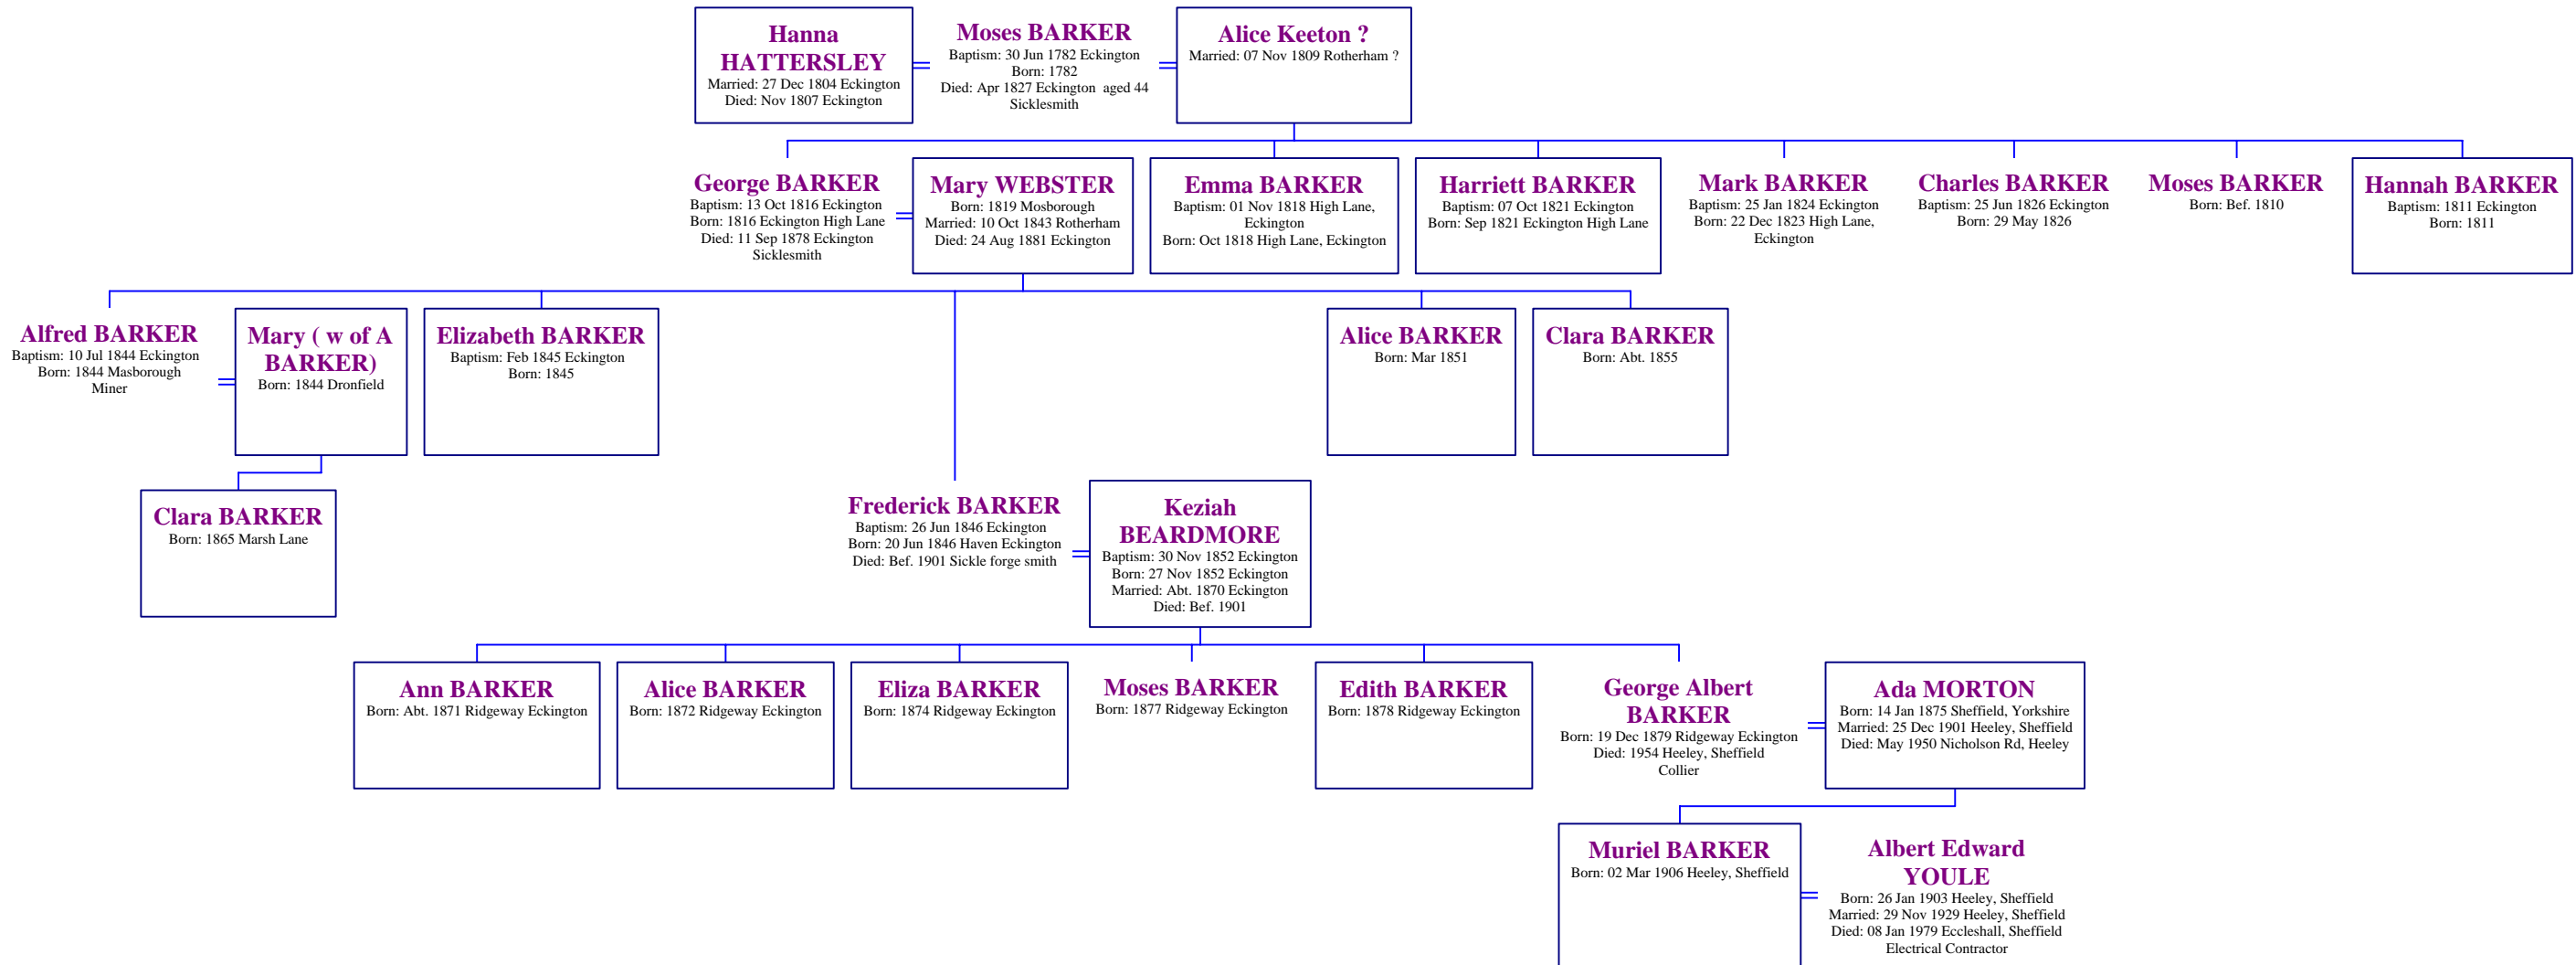 Hanna
HATTERSLEY
Married: 27 Dec 1804 Eckington
Died: Nov 1807 Eckington
Moses BARKER
Baptism: 30 Jun 1782 Eckington
Born: 1782
Died: Apr 1827 Eckington aged 44
Sicklesmith
Alice Keeton ?
Married: 07 Nov 1809 Rotherham ?
George BARKER
Baptism: 13 Oct 1816 Eckington
Born: 1816 Eckington High Lane
Died: 11 Sep 1878 Eckington
Sicklesmith
Mary WEBSTER
Born: 1819 Mosborough
Married: 10 Oct 1843 Rotherham
Died: 24 Aug 1881 Eckington
Emma BARKER
Baptism: 01 Nov 1818 High Lane,
Eckington
Born: Oct 1818 High Lane, Eckington
Harriett BARKER
Baptism: 07 Oct 1821 Eckington
Born: Sep 1821 Eckington High Lane
Mark BARKER
Baptism: 25 Jan 1824 Eckington
Born: 22 Dec 1823 High Lane,
Eckington
Charles BARKER
Baptism: 25 Jun 1826 Eckington
Born: 29 May 1826
Moses BARKER
Born: Bef. 1810
Hannah BARKER
Baptism: 1811 Eckington
Born: 1811
Alfred BARKER
Baptism: 10 Jul 1844 Eckington
Born: 1844 Masborough
Miner
Mary ( w of A
BARKER)
Born: 1844 Dronfield
Elizabeth BARKER
Baptism: Feb 1845 Eckington
Born: 1845
Alice BARKER
Born: Mar 1851
Clara BARKER
Born: Abt. 1855
Clara BARKER
Born: 1865 Marsh Lane
Frederick BARKER
Baptism: 26 Jun 1846 Eckington
Born: 20 Jun 1846 Haven Eckington
Died: Bef. 1901 Sickle forge smith
Keziah
BEARDMORE
Baptism: 30 Nov 1852 Eckington
Born: 27 Nov 1852 Eckington
Married: Abt. 1870 Eckington
Died: Bef. 1901
Ann BARKER
Born: Abt. 1871 Ridgeway Eckington
Alice BARKER
Born: 1872 Ridgeway Eckington
Eliza BARKER
Born: 1874 Ridgeway Eckington
Moses BARKER
Born: 1877 Ridgeway Eckington
Edith BARKER
Born: 1878 Ridgeway Eckington
George Albert
BARKER
Born: 19 Dec 1879 Ridgeway Eckington
Died: 1954 Heeley, Sheffield
Collier
Ada MORTON
Born: 14 Jan 1875 Sheffield, Yorkshire
Married: 25 Dec 1901 Heeley, Sheffield
Died: May 1950 Nicholson Rd, Heeley
Muriel BARKER
Born: 02 Mar 1906 Heeley, Sheffield
Albert Edward
YOULE
Born: 26 Jan 1903 Heeley, Sheffield
Married: 29 Nov 1929 Heeley, Sheffield
Died: 08 Jan 1979 Eccleshall, Sheffield
Electrical Contractor